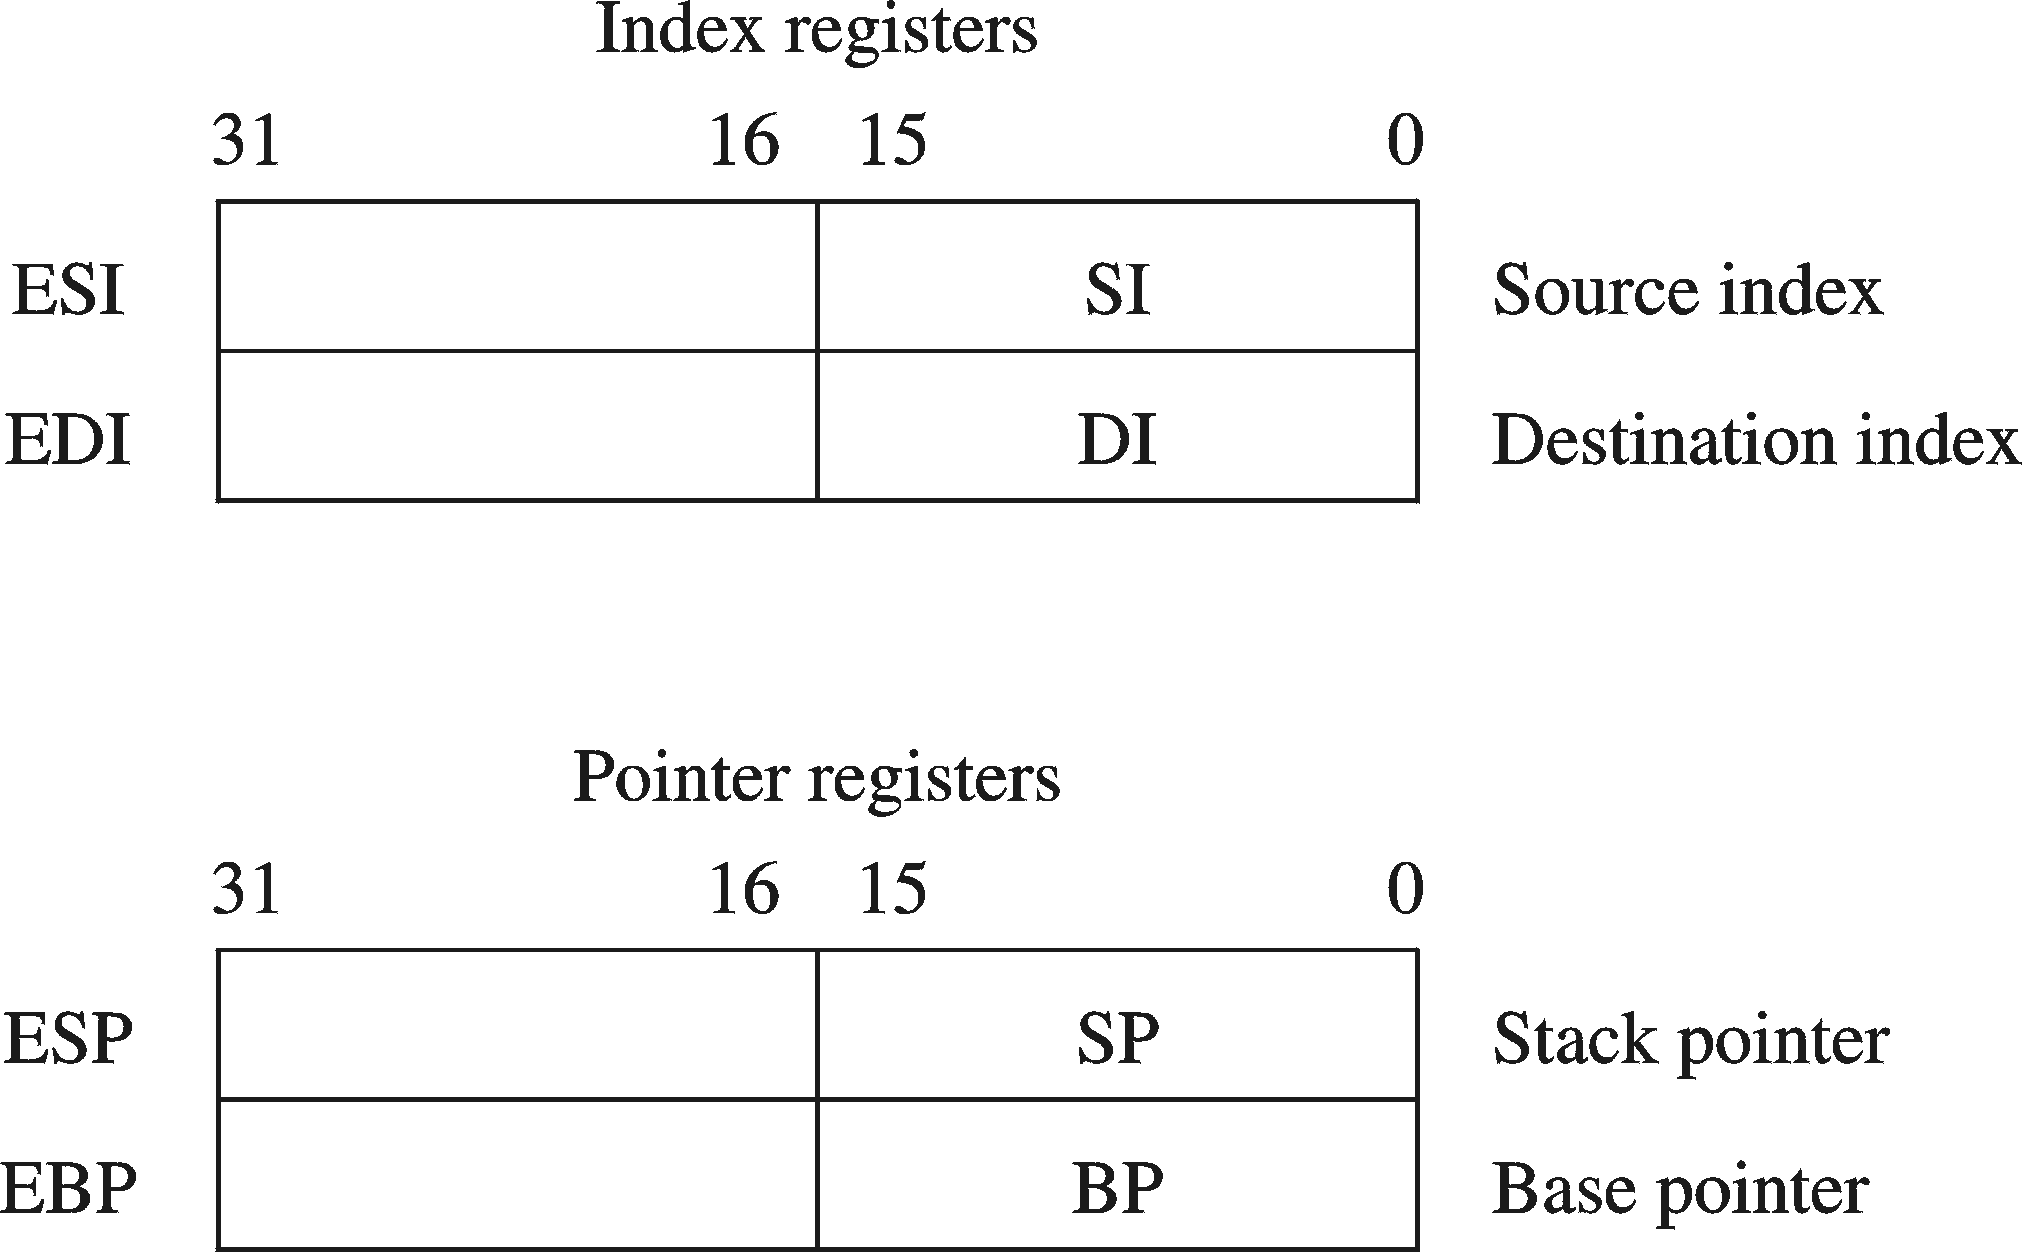 Index registers
31 16 15 0
ESI SI Source index
EDI DI Destination index
Pointer registers
31 16 15 0
ESP SP Stack pointer
EBP BP Base pointer